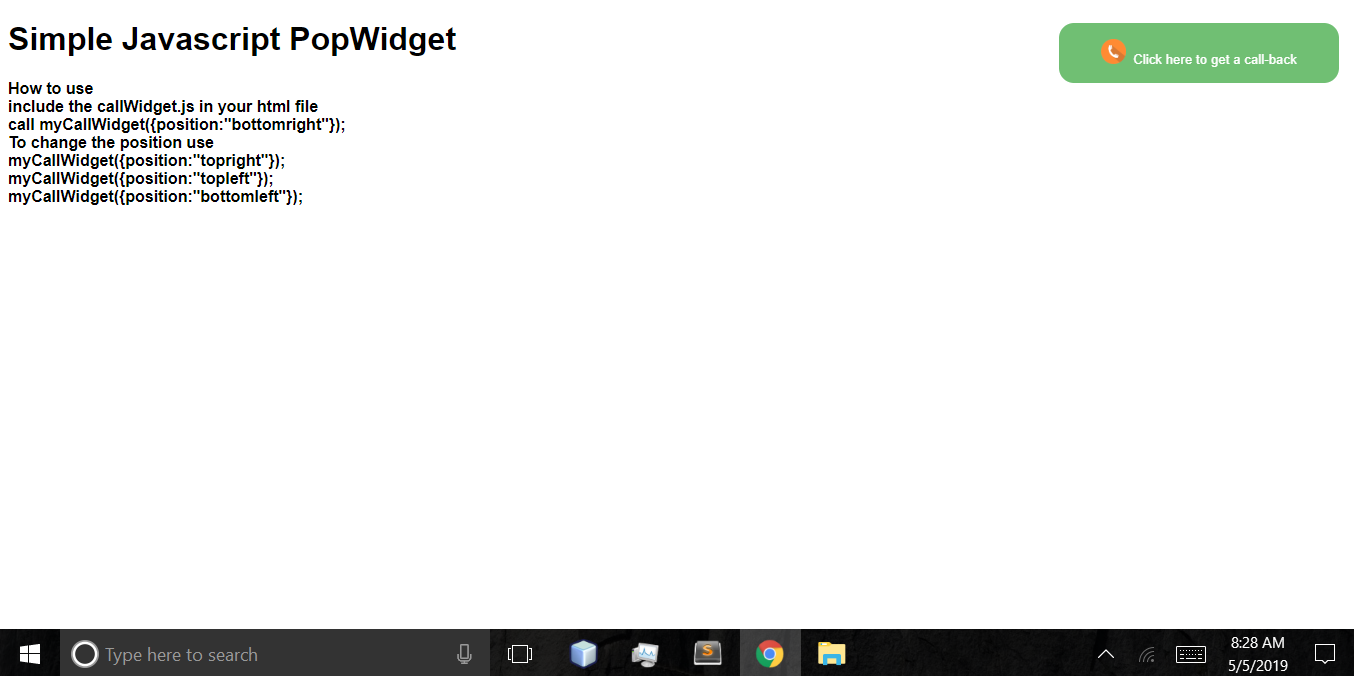 Simple Javascript PopWidget
Click here to get a call-back
How to use
include the callWidget.js in your html file
call myCallWidget({position:"bottomright"});
To change the position use
myCallWidget({position:"topright"});
myCallWidget({position:"topleft"});
myCallWidget({position:"bottomleft"});
Type here to search
S
8:28 AM
5/5/2019